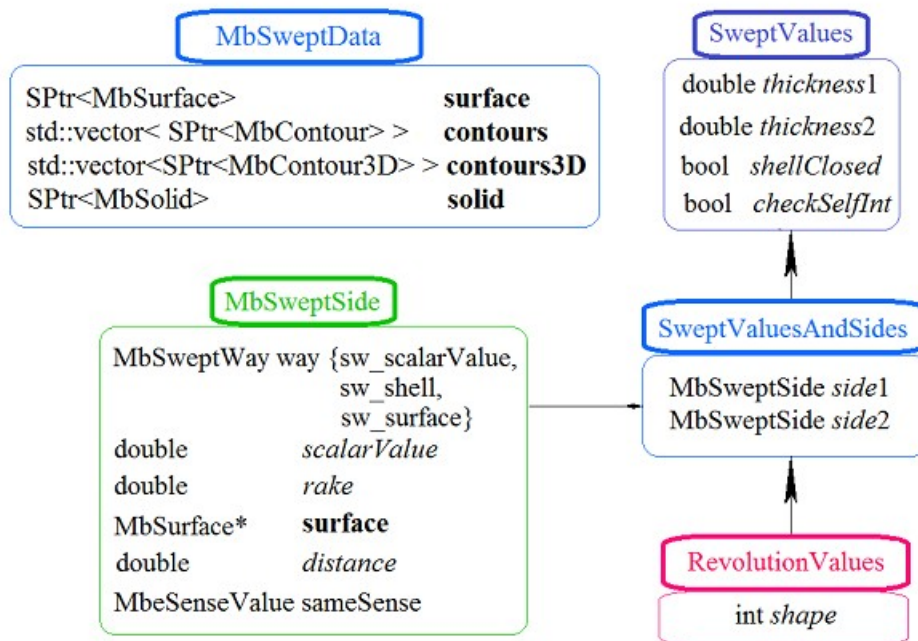 MbSweptData
SPtr<MbSurface> surface
std::vector< SPtr<MbContour> > contours
std::vector<SPtr<MbContour3D> > contours3D
SPtr<MbSolid> solid
SweptValues
double thickness1
double thickness2
bool shellClosed
bool checkSelfInt
MbSweptSide
MbSweptWay way {sw_scalarValue,
sw_shell,
sw_surface}
double scalarValue
double rake
MbSurface* surface
double distance
MbeSenseValue sameSense
SweptValuesAndSides
MbSweptSide side1
MbSweptSide side2
RevolutionValues
int shape